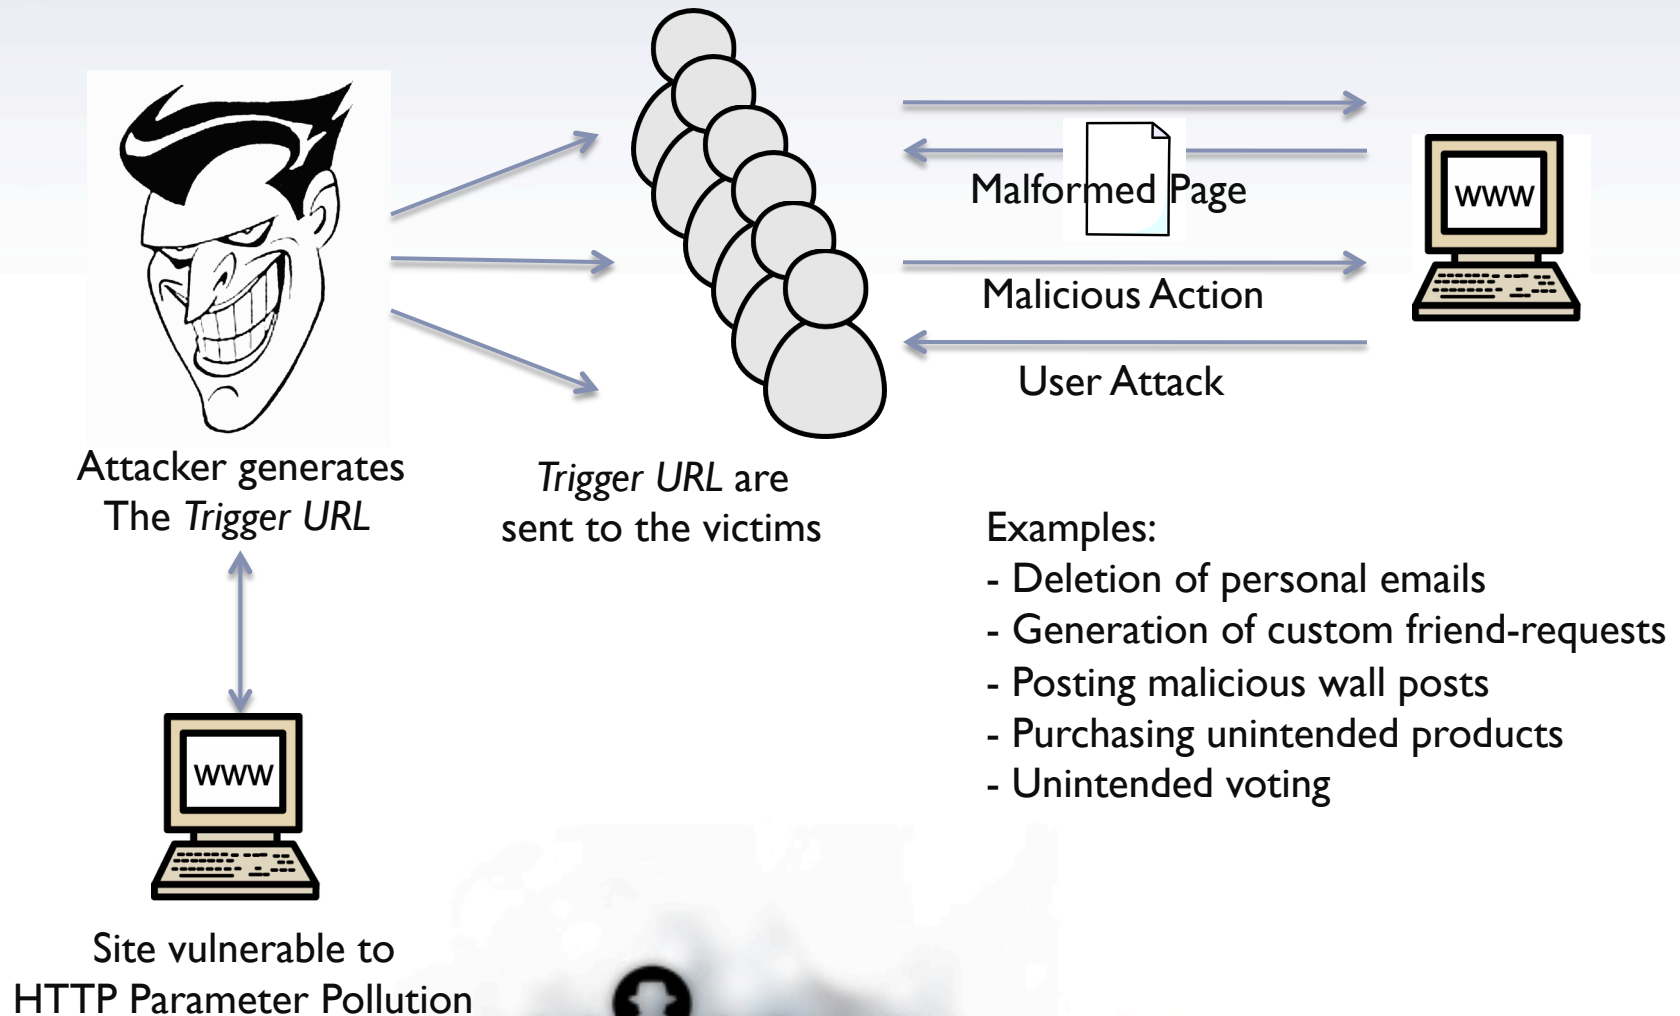 Malformed Page
WWW
Malicious Action
User Attack
Attacker generates
The Trigger URL
Trigger URL are
sent to the victims
Examples:
- Deletion of personal emails
- Generation of custom friend-requests
- Posting malicious wall posts
- Purchasing unintended products
- Unintended voting
WWW
Site vulnerable to
HTTP Parameter Pollution